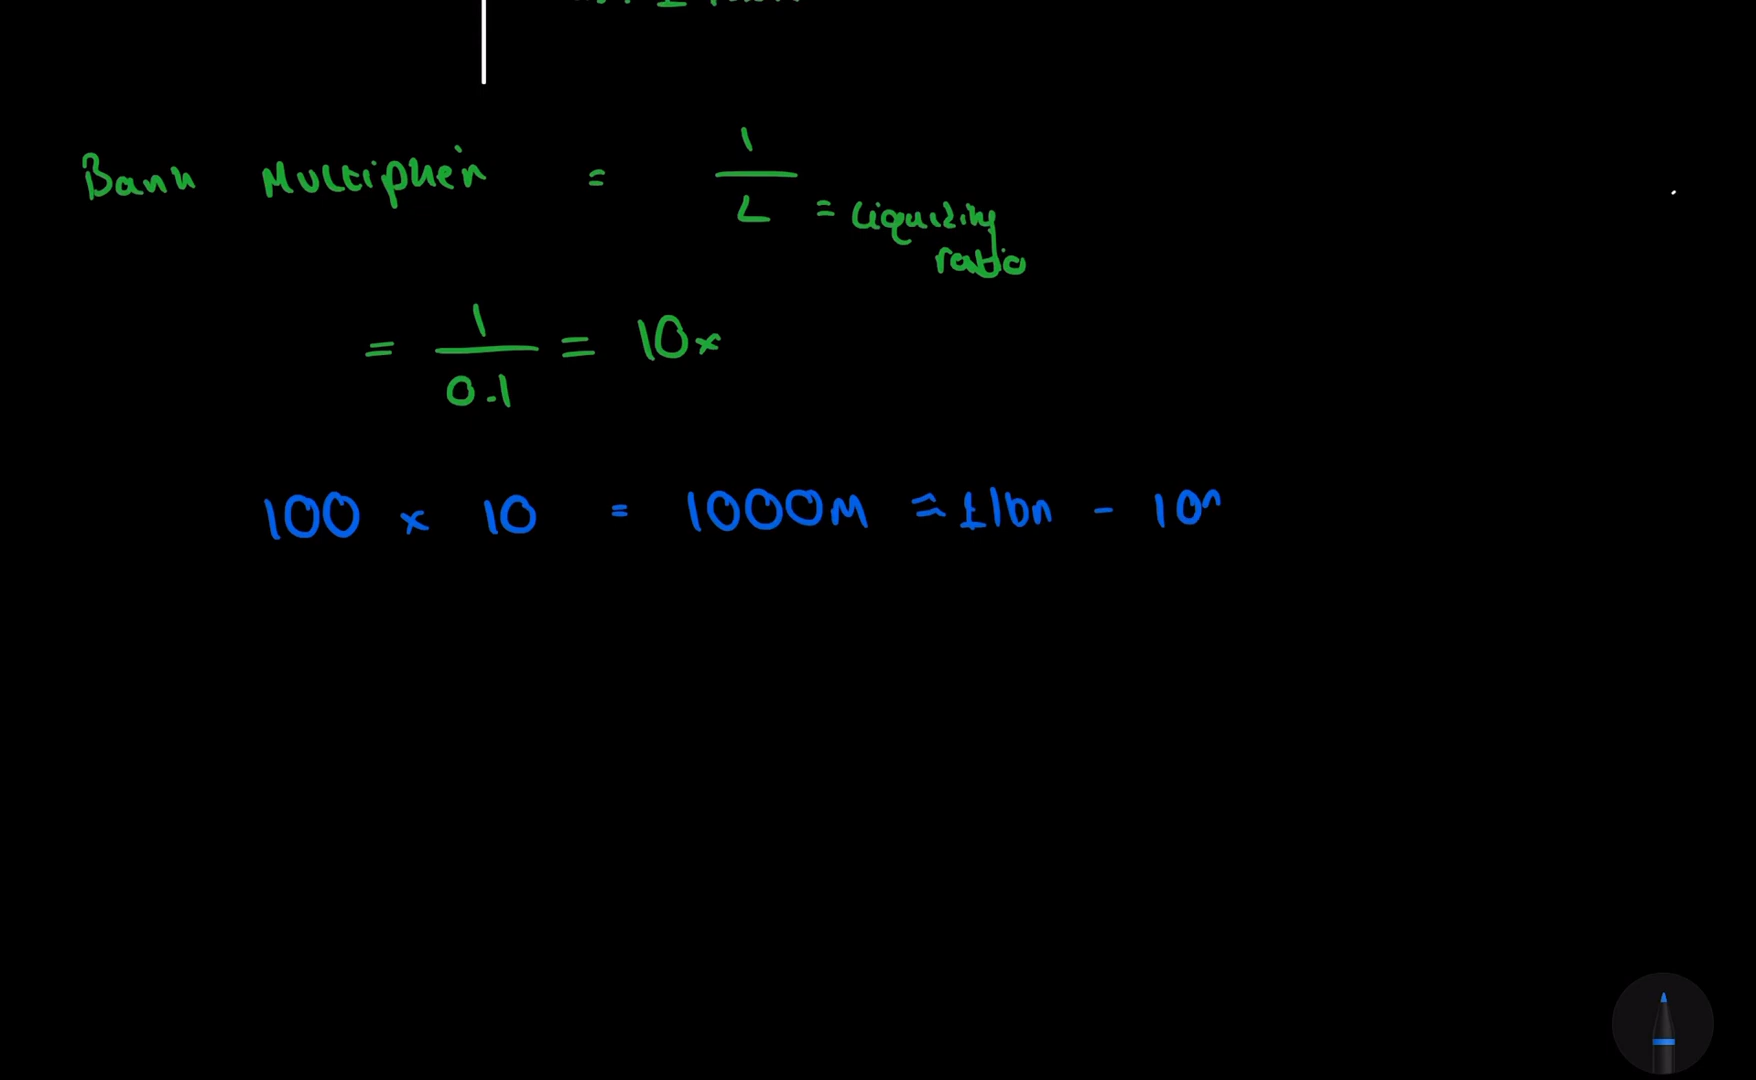 Bank Multiplier = 1/L = Liquidity ratio
= 1/0.1 = 10x
100 x 10 = 1000M = £1bn - 10